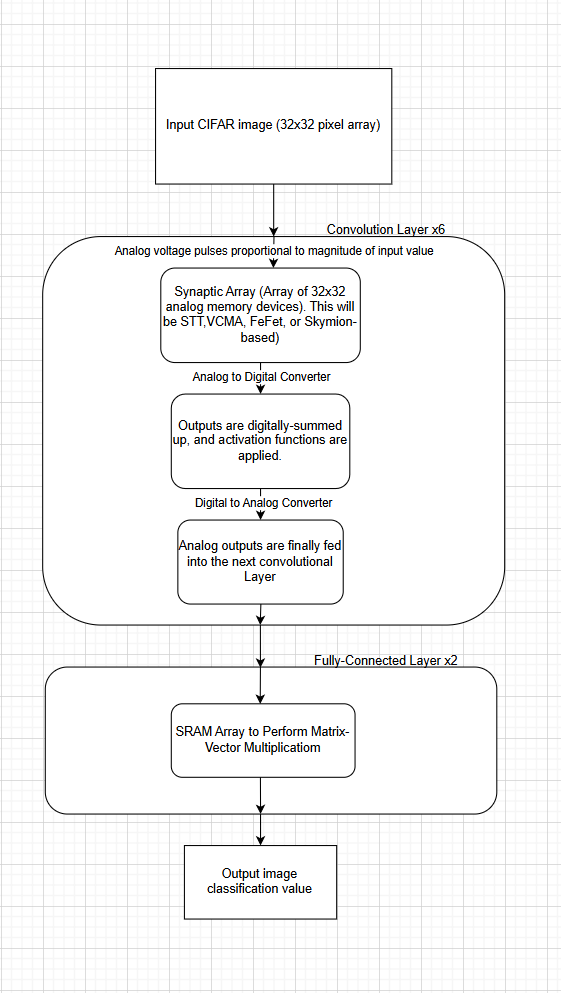 Input CIFAR image (32x32 pixel array)
Convolution Layer x6
Analog voltage pulses proportional to magnitude of input value
Synaptic Array (Array of 32x32
analog memory devices). This will
be STT,VCMA, FeFet, or Skymion-
based)
Analog to Digital Converter
Outputs are digitally-summed
up, and activation functions are
applied.
Digital to Analog Converter
Analog outputs are finally fed
into the next convolutional
Layer
Fully-Connected Layer x2
SRAM Array to Perform Matrix-
Vector Multiplicatiom
Output image
classification value